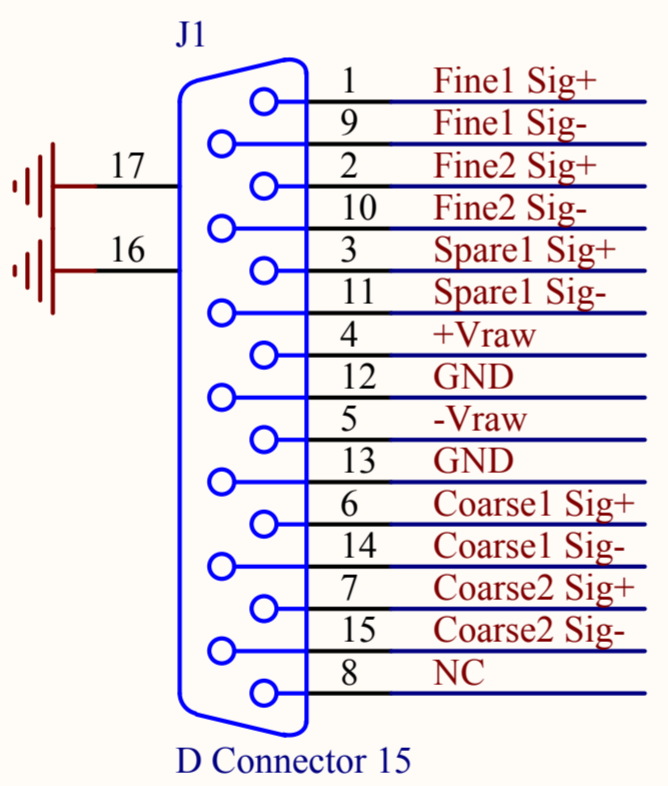 J1
1 Fine1 Sig+
9 Fine1 Sig-
17 2 Fine2 Sig+
10 Fine2 Sig-
16 3 Spare1 Sig+
11 Spare1 Sig-
4 +Vraw
12 GND
5 -Vraw
13 GND
6 Coarse1 Sig+
14 Coarse1 Sig-
7 Coarse2 Sig+
15 Coarse2 Sig-
8 NC
D Connector 15